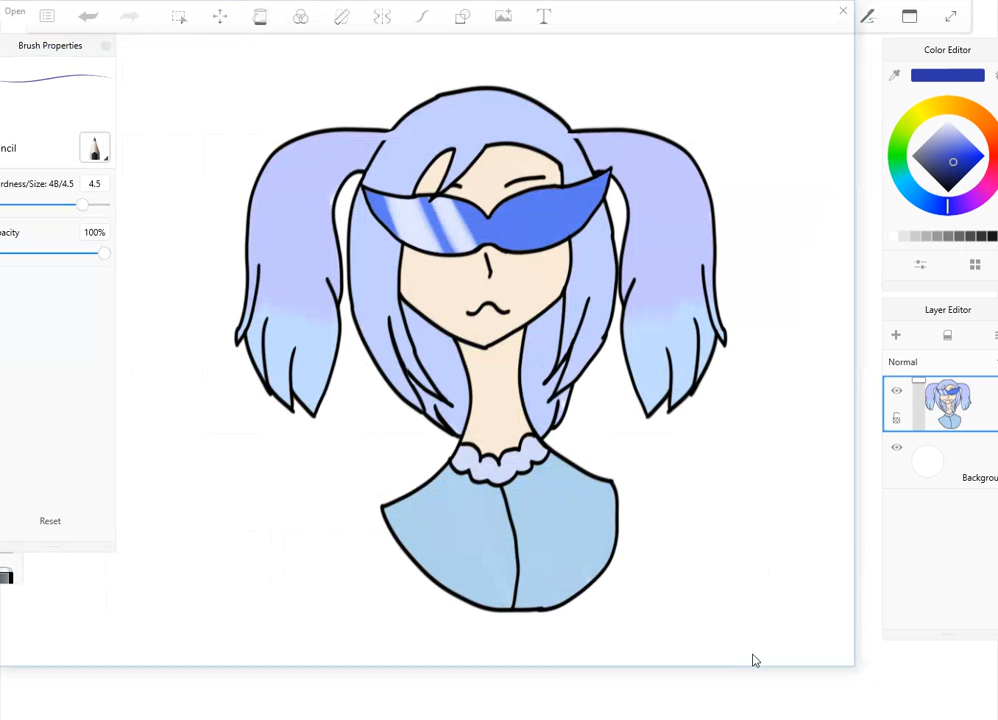 Open
Brush Properties
ncil
rdness/Size: 4B/4.5 4.5
pacity 100%
Reset
Color Editor
Layer Editor
Normal
Backgrou